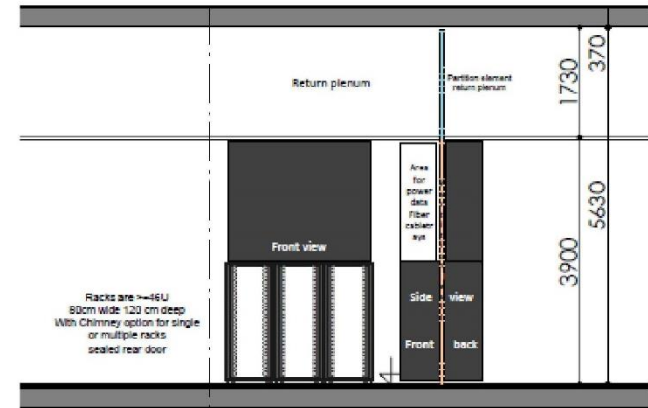 Return plenum
Partition element
return plenum
370
1730
Area
for
power
data
Fiber
cabletr
ays
Front view
5630
3900
Racks are >=46U
80cm wide 120 cm deep
With Chimney option for single
or multiple racks
sealed rear door
Side view
Front back